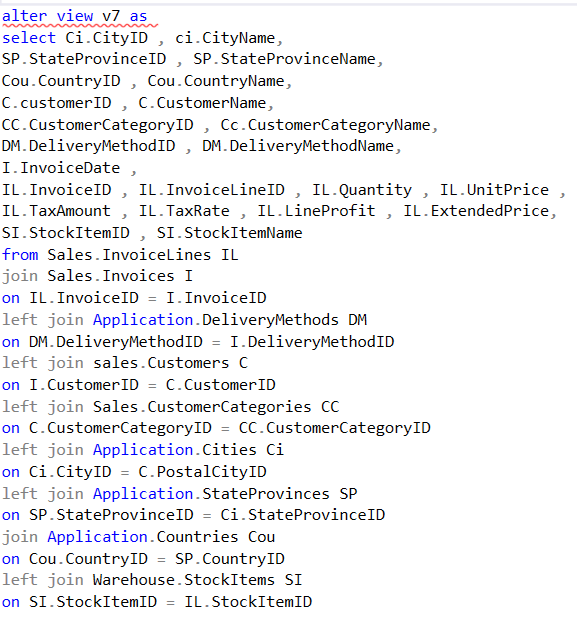 alter view v7 as
select Ci.CityID , ci.CityName,
SP.StateProvinceID , SP.StateProvinceName,
Cou.CountryID , Cou.CountryName,
C.customerID , C.CustomerName,
CC.CustomerCategoryID , Cc.CustomerCategoryName,
DM.DeliveryMethodID , DM.DeliveryMethodName,
I.InvoiceDate ,
IL.InvoiceID , IL.InvoiceLineID , IL.Quantity , IL.UnitPrice ,
IL.TaxAmount , IL.TaxRate , IL.LineProfit , IL.ExtendedPrice,
SI.StockItemID , SI.StockItemName
from Sales.InvoiceLines IL
join Sales.Invoices I
on IL.InvoiceID = I.InvoiceID
left join Application.DeliveryMethods DM
on DM.DeliveryMethodID = I.DeliveryMethodID
left join sales.Customers C
on I.CustomerID = C.CustomerID
left join Sales.CustomerCategories CC
on C.CustomerCategoryID = CC.CustomerCategoryID
left join Application.Cities Ci
on Ci.CityID = C.PostalCityID
left join Application.StateProvinces SP
on SP.StateProvinceID = Ci.StateProvinceID
join Application.Countries Cou
on Cou.CountryID = SP.CountryID
left join Warehouse.StockItems SI
on SI.StockItemID = IL.StockItemID